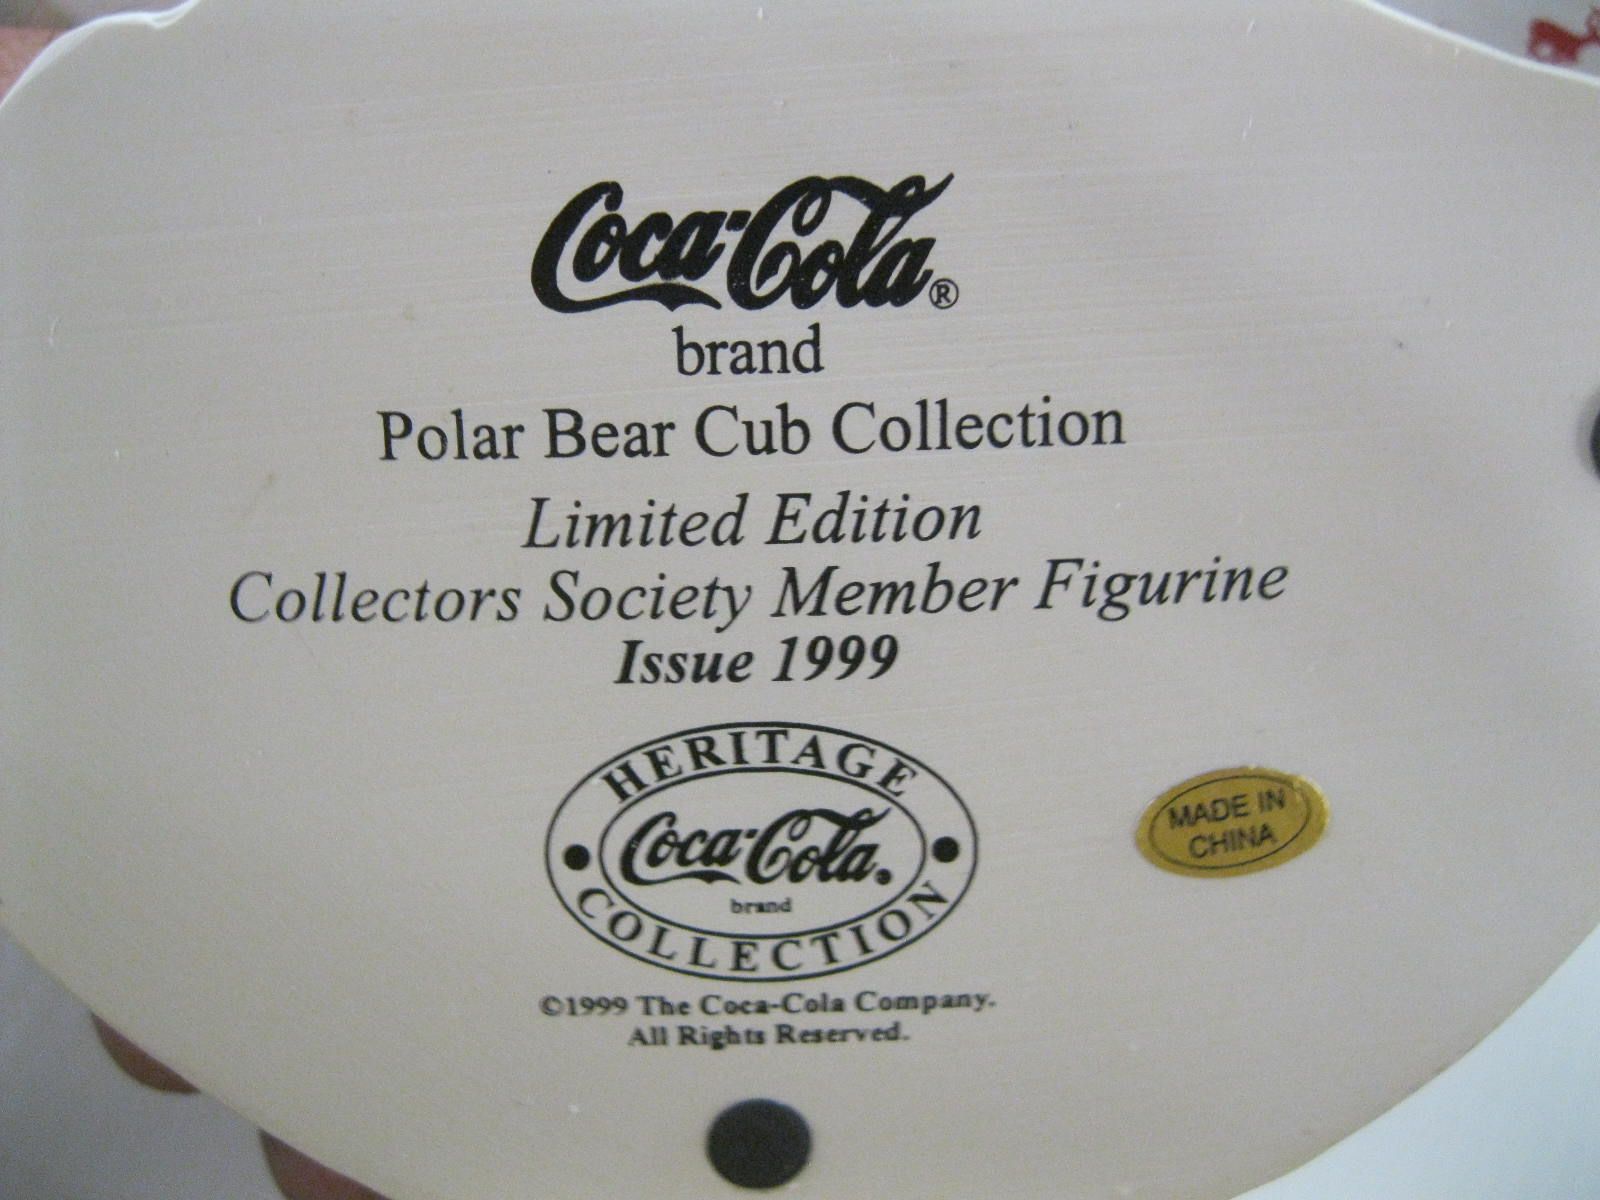 Coca-Cola®
brand
Polar Bear Cub Collection
Limited Edition
Collectors Society Member Figurine
Issue 1999
HERITAGE
Coca-Cola
brand
COLLECTION
MADE IN
CHINA
©1999 The Coca-Cola Company.
All Rights Reserved.